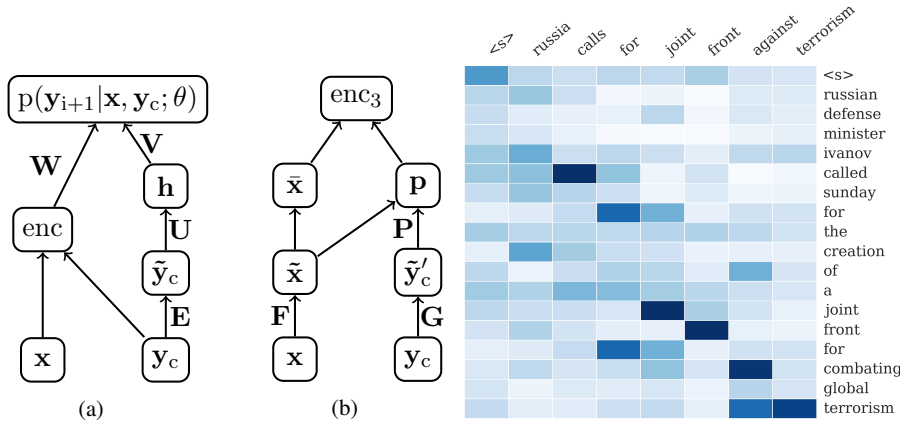 p(y_{i+1}|x, y_c; θ)
W
V
h
enc
U
ỹ_c
E
x
y_c
(a)
enc_3
x̄
p
P
x̃
ỹ′_c
F
G
x
y_c
(b)
<s> russia calls for joint front against terrorism
<s>
russian
defense
minister
ivanov
called
sunday
for
the
creation
of
a
joint
front
for
combating
global
terrorism